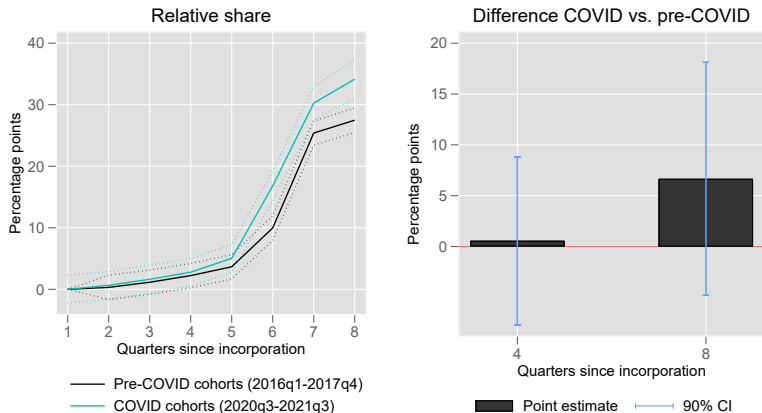 Relative share
Percentage points
40
30
20
10
0
1 2 3 4 5 6 7 8
Quarters since incorporation
Pre-COVID cohorts (2016q1-2017q4)
COVID cohorts (2020q3-2021q3)
Difference COVID vs. pre-COVID
Percentage points
20
15
10
5
0
4 8
Quarters since incorporation
Point estimate 90% CI